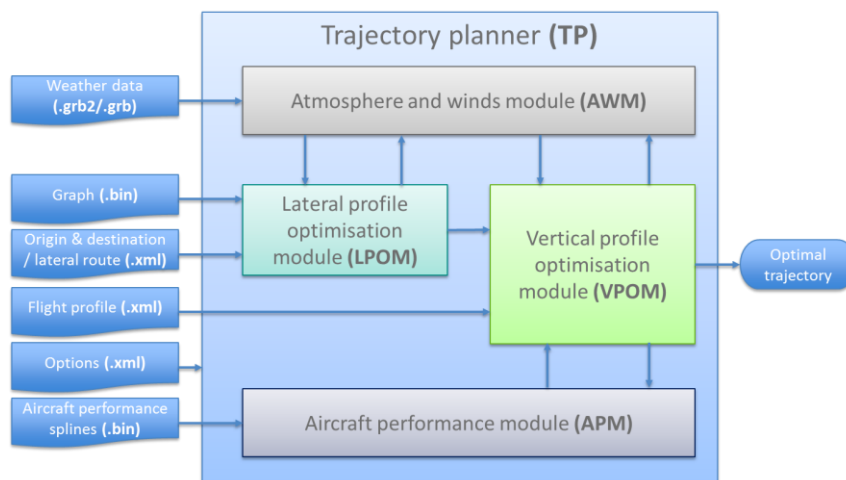 Trajectory planner (TP)
Weather data
(.grb2/.grb)
Atmosphere and winds module (AWM)
Graph (.bin)
Origin & destination
/ lateral route (.xml)
Lateral profile
optimisation
module (LPOM)
Vertical profile
optimisation
module (VPOM)
Optimal
trajectory
Flight profile (.xml)
Options (.xml)
Aircraft performance
splines (.bin)
Aircraft performance module (APM)